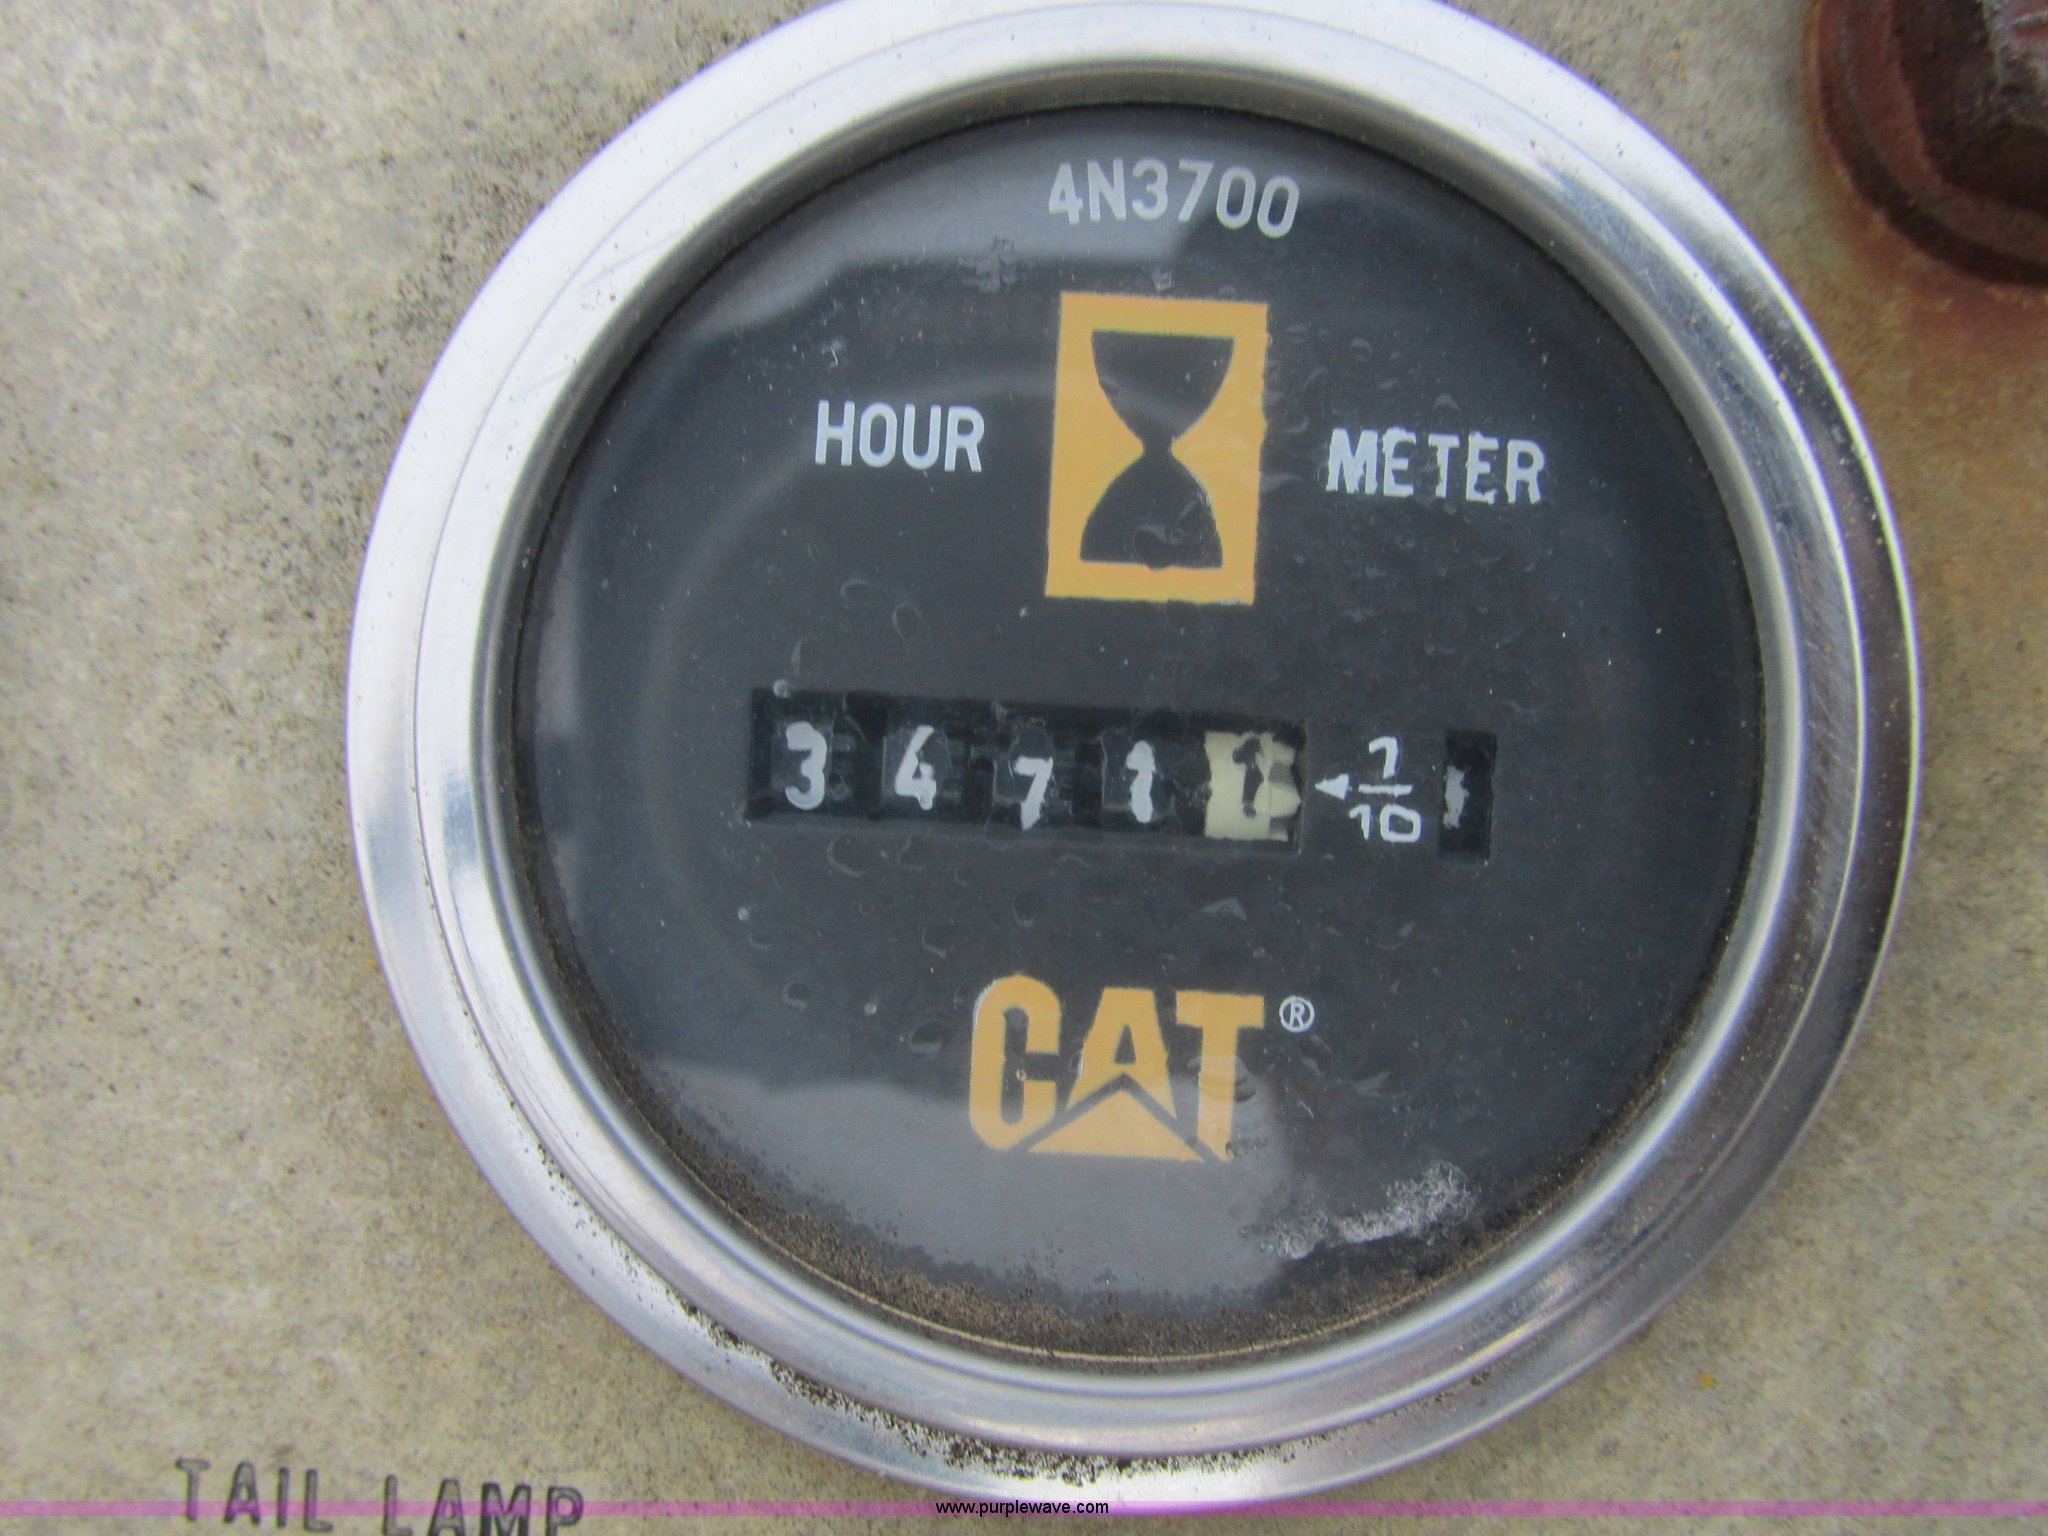 4N3700
HOUR METER
3 4 7 1 1 1/10
CAT®
TAIL LAMP
www.purplewave.com